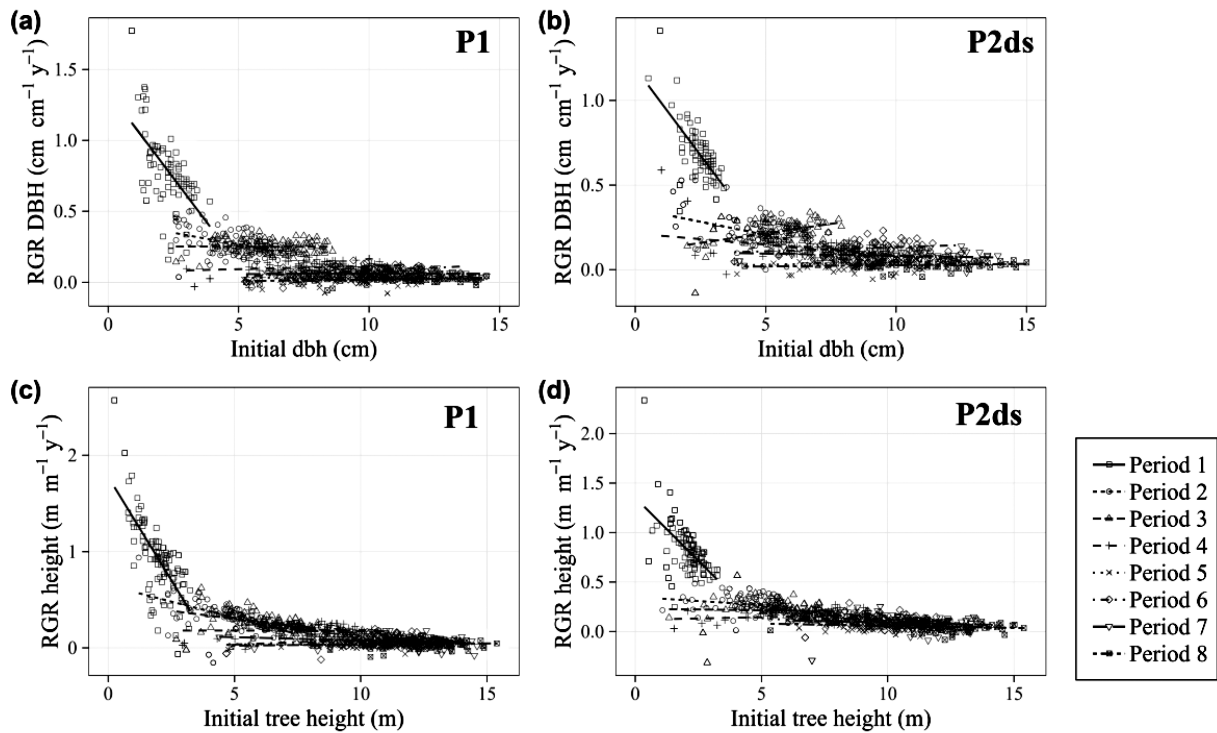 (a)
P1
RGR DBH (cm cm⁻¹ y⁻¹)
1.5
1.0
0.5
0.0
0 5 10 15
Initial dbh (cm)
(b)
P2ds
RGR DBH (cm cm⁻¹ y⁻¹)
1.0
0.5
0.0
0 5 10 15
Initial dbh (cm)
(c)
P1
RGR height (m m⁻¹ y⁻¹)
2
1
0
0 5 10 15
Initial tree height (m)
(d)
P2ds
RGR height (m m⁻¹ y⁻¹)
2.0
1.5
1.0
0.5
0.0
0 5 10 15
Initial tree height (m)
Period 1
Period 2
Period 3
Period 4
Period 5
Period 6
Period 7
Period 8